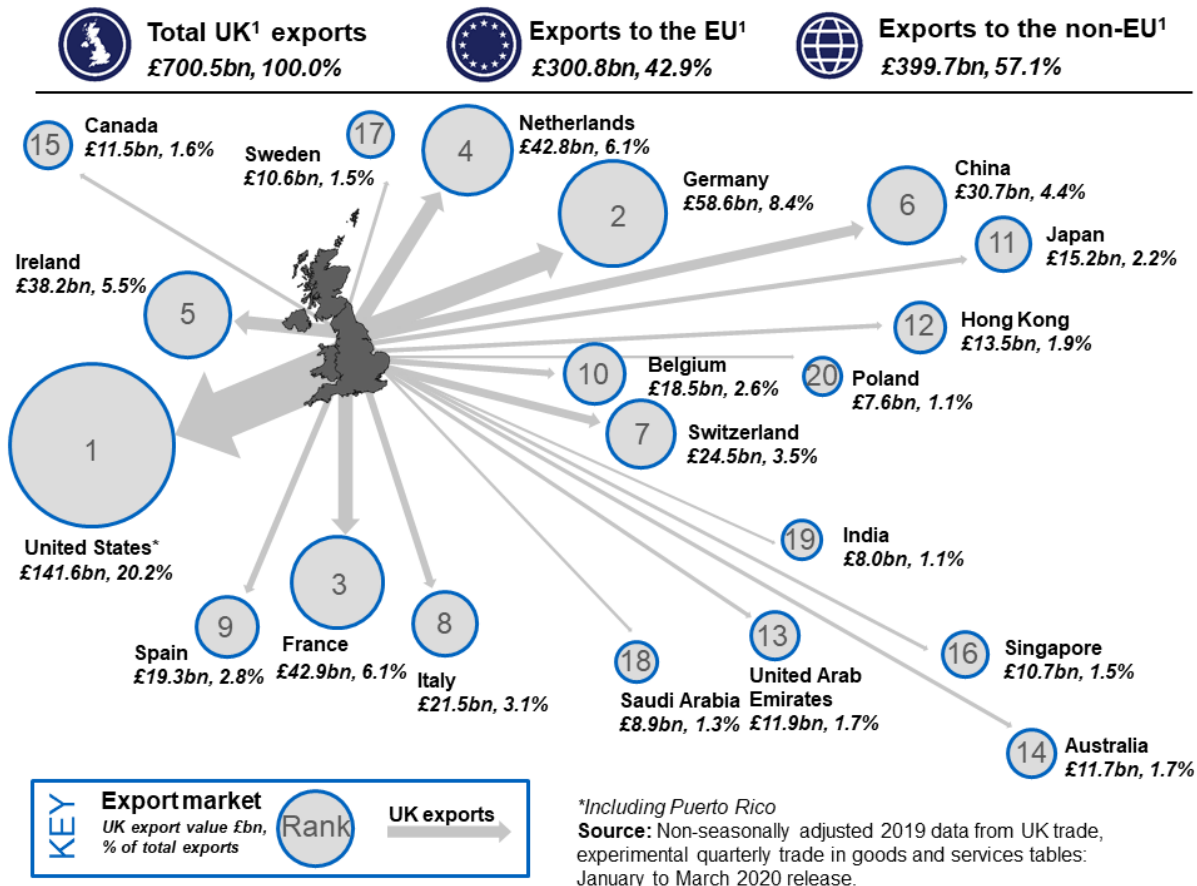 Total UK¹ exports
£700.5bn, 100.0%
Exports to the EU¹
£300.8bn, 42.9%
Exports to the non-EU¹
£399.7bn, 57.1%
15
Canada
£11.5bn, 1.6%
17
Sweden
£10.6bn, 1.5%
4
Netherlands
£42.8bn, 6.1%
2
Germany
£58.6bn, 8.4%
6
China
£30.7bn, 4.4%
11
Japan
£15.2bn, 2.2%
Ireland
£38.2bn, 5.5%
5
12
Hong Kong
£13.5bn, 1.9%
10
Belgium
£18.5bn, 2.6%
20
Poland
£7.6bn, 1.1%
7
Switzerland
£24.5bn, 3.5%
1
United States*
£141.6bn, 20.2%
19
India
£8.0bn, 1.1%
9
Spain
£19.3bn, 2.8%
3
France
£42.9bn, 6.1%
8
Italy
£21.5bn, 3.1%
18
Saudi Arabia
£8.9bn, 1.3%
13
United Arab
Emirates
£11.9bn, 1.7%
16
Singapore
£10.7bn, 1.5%
14
Australia
£11.7bn, 1.7%
KEY
Export market
UK export value £bn,
% of total exports
Rank
UK exports
*Including Puerto Rico
Source: Non-seasonally adjusted 2019 data from UK trade,
experimental quarterly trade in goods and services tables:
January to March 2020 release.